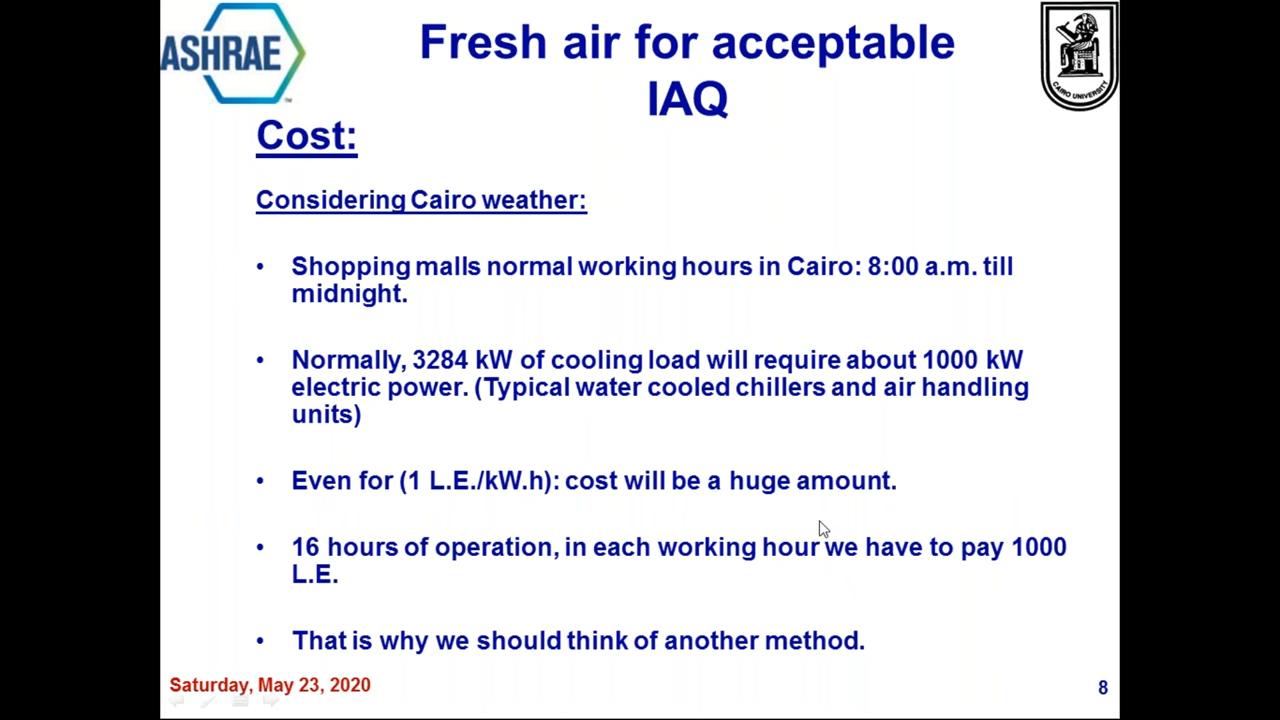 ASHRAE
Fresh air for acceptable
IAQ
CAIRO UNIVERSITY
Cost:
Considering Cairo weather:
• Shopping malls normal working hours in Cairo: 8:00 a.m. till
midnight.
• Normally, 3284 kW of cooling load will require about 1000 kW
electric power. (Typical water cooled chillers and air handling
units)
• Even for (1 L.E./kW.h): cost will be a huge amount.
• 16 hours of operation, in each working hour we have to pay 1000
L.E.
• That is why we should think of another method.
Saturday, May 23, 2020
8